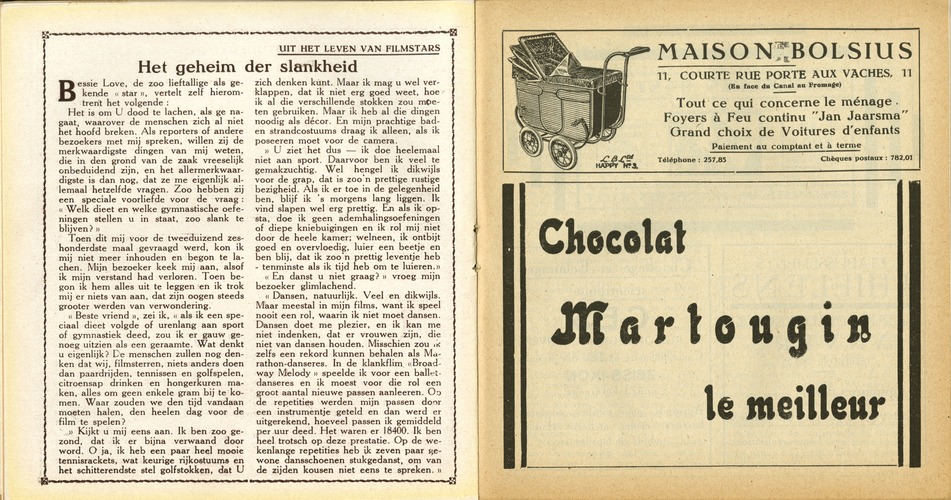 UIT HET LEVEN VAN FILMSTARS
Het geheim der slankheid
Bessie Love, de zoo lieftallige als ge-
kende « star », vertelt zelf hierom-
trent het volgende :
Het is om U dood te lachen, als ge na-
gaat, waarover de menschen zich al niet
het hoofd breken. Als reporters of andere
bezoekers met mij spreken, willen zij de
merkwaardigste dingen van mij weten,
die in den grond van de zaak vreeselijk
onbeduidend zijn, en het allermerkwaar-
digste is dan nog, dat ze me eigenlijk al-
lemaal hetzelfde vragen. Zoo hebben zij
een speciale voorliefde voor de vraag :
« Welk dieet en welke gymnastische oefe-
ningen stellen u in staat, zoo slank te
blijven? »
Toen dit mij voor de tweeduizend zes-
honderdste maal gevraagd werd, kon ik
mij niet meer inhouden en begon te la-
chen. Mijn bezoeker keek mij aan, alsof
ik mijn verstand had verloren. Toen be-
gon ik hem alles uit te leggen en ik trok
mij er niets van aan, dat zijn oogen steeds
grooter werden van verwondering.
« Beste vriend », zei ik, « als ik een spe-
ciaal dieet volgde of urenlang aan sport
of gymnastiek deed, zou ik er gauw ge-
noeg uitzien als een geraamte. Wat denkt
u eigenlijk? De menschen zullen nog den-
ken dat wij, filmsterren, niets anders doen
dan paardrijden, tennissen en golfspelen,
citroensap drinken en hongerkuren ma-
ken, alles om geen enkele gram bij te ko-
men. Waar zouden we den tijd vandaan
moeten halen, den heelen dag voor de
film te spelen?
» Kijkt u mij eens aan. Ik ben zoo ge-
zond, dat ik er bijna verwaand door
word. O ja, ik heb een paar heel mooie
tennisrackets, wat keurige rijkostuums en
het schitterendste stel golfstokken, dat U
zich denken kunt. Maar ik mag u wel ver-
klappen, dat ik niet erg goed weet, hoe
ik al die verschillende stokken zou moe-
ten gebruiken. Maar ik heb al die dingen
noodig als décor. En mijn prachtige bad-
en strandcostuums draag ik alleen, als ik
poseeren moet voor de camera.
» U ziet het dus — ik doe heelemaal
niet aan sport. Daarvoor ben ik veel te
gemakzuchtig. Wel hengel ik dikwijls
voor de grap, dat is zoo'n prettige rustige
bezigheid. Als ik er toe in de gelegenheid
ben, blijf ik 's morgens lang liggen. Ik
vind slapen wel erg prettig. En als ik op-
sta, doe ik geen ademhalingsoefeningen
of diepe kniebuigingen en ik rol mij niet
door de heele kamer; welneen, ik ontbijt
goed en overvloedig, luier een beetje en
ben blij, dat ik zoo'n prettig leventje heb
- tenminste als ik tijd heb om te luieren.»
« En danst u niet graag? » vroeg mijn
bezoeker glimlachend.
« Dansen, natuurlijk. Veel en dikwijls.
Maar meestal in mijn films, want ik speel
nooit een rol, waarin ik niet moet dansen.
Dansen doet me plezier, en ik kan me
niet indenken, dat er vrouwen zijn, die
niet van dansen houden. Misschien zou ik
zelfs een rekord kunnen behalen als Ma-
rathon-danseres. In de klankfilm «Broad-
way Melody » speelde ik voor een ballet-
danseres en ik moest voor die rol een
groot aantal nieuwe passen aanleeren. Op
de repetities werden mijn passen door
een instrumentje geteld en dan werd er
uitgerekend, hoeveel passen ik gemiddeld
per uur deed. Het waren er 18400. Ik ben
heel trotsch op deze prestatie. Op de we-
kenlange repetities heb ik zeven paar ge-
wone dansschoenen stukgedanst, om van
de zijden kousen niet eens te spreken. »
L.B. Ltd
HAPPY N° 3.
MAISON BOLSIUS
11, COURTE RUE PORTE AUX VACHES, 11
(En face du Canal au Fromage)
Tout ce qui concerne le ménage.
Foyers à Feu continu "Jan Jaarsma"
Grand choix de Voitures d'enfants
Paiement au comptant et à terme
Téléphone : 257,85 Chèques postaux : 782,01
Chocolat
Martougin
le meilleur